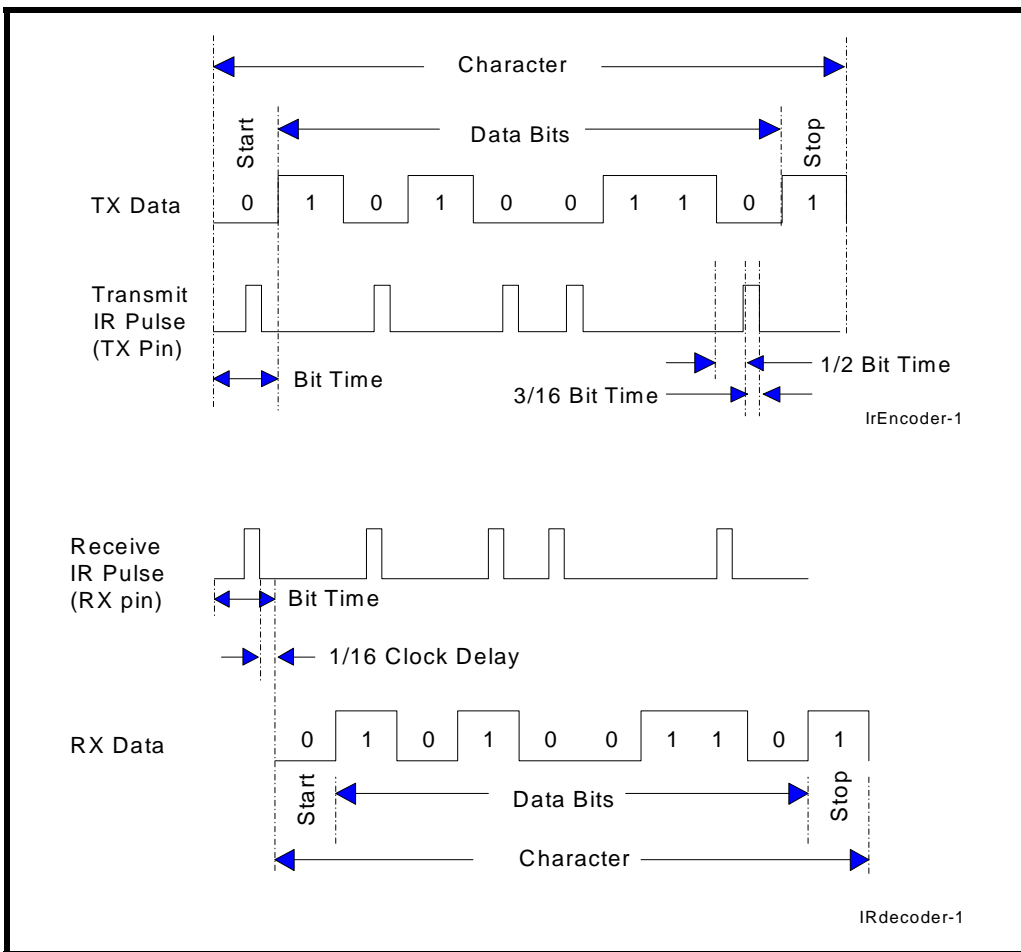 Character
Start
Data Bits
Stop
TX Data 0 1 0 1 0 0 1 1 0 1
Transmit
IR Pulse
(TX Pin)
Bit Time
1/2 Bit Time
3/16 Bit Time
IrEncoder-1
Receive
IR Pulse
(RX pin)
Bit Time
1/16 Clock Delay
RX Data 0 1 0 1 0 0 1 1 0 1
Start
Data Bits
Stop
Character
IRdecoder-1